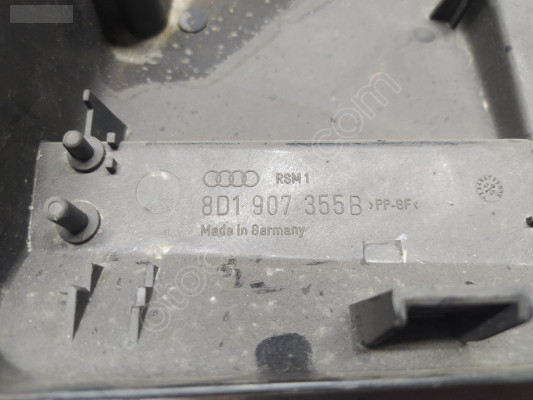 RSM 1
8D1 907 355 B >PP-GF<
Made in Germany